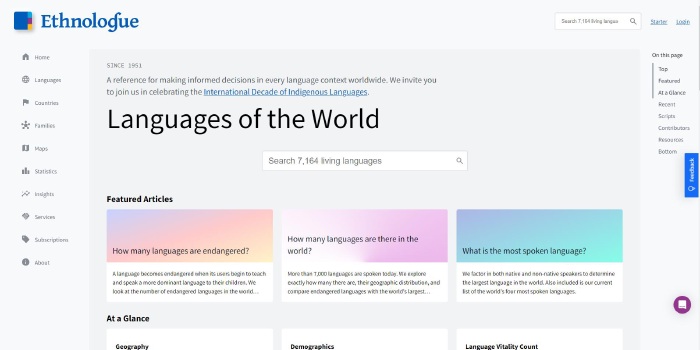 Ethnologue
Search 7,164 living langua
Starter
Login
Home
Languages
Countries
Families
Maps
Statistics
Insights
Services
Subscriptions
About
SINCE 1951
A reference for making informed decisions in every language context worldwide. We invite you
to join us in celebrating the International Decade of Indigenous Languages.
Languages of the World
Search 7,164 living languages
Featured Articles
How many languages are endangered?
A language becomes endangered when its users begin to teach
and speak a more dominant language to their children. We
look at the number of endangered languages in the world…
How many languages are there in the
world?
More than 7,000 languages are spoken today. We explore
exactly how many there are, their geographic distribution, and
compare endangered languages with the world's largest…
What is the most spoken language?
We factor in both native and non-native speakers to determine
the largest language in the world. Also included is our current
list of the world's four most spoken languages.
At a Glance
Geography
Demographics
Language Vitality Count
On this page
Top
Featured
At a Glance
Recent
Scripts
Contributors
Resources
Bottom
Feedback